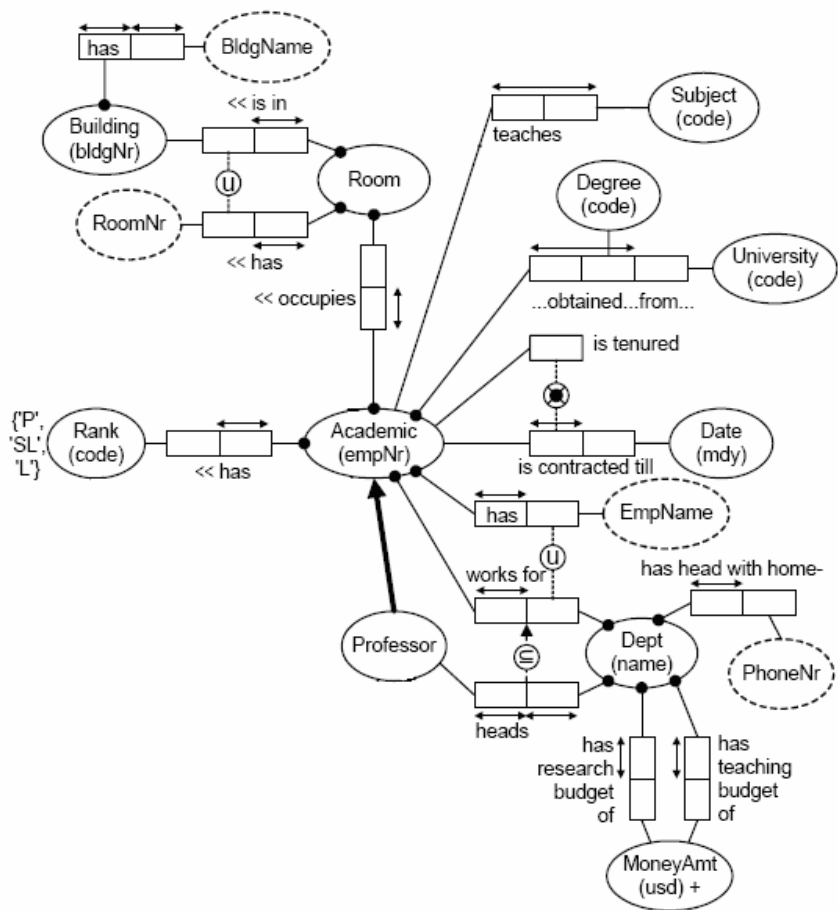 has
BldgName
<< is in
Building
(bldgNr)
u
Room
RoomNr
<< has
<< occupies
teaches
Subject
(code)
Degree
(code)
University
(code)
...obtained...from...
is tenured
{'P',
'SL',
'L'}
Rank
(code)
<< has
Academic
(empNr)
is contracted till
Date
(mdy)
has
EmpName
u
works for
has head with home-
Professor
⊆
Dept
(name)
PhoneNr
heads
has
research
budget
of
has
teaching
budget
of
MoneyAmt
(usd) +